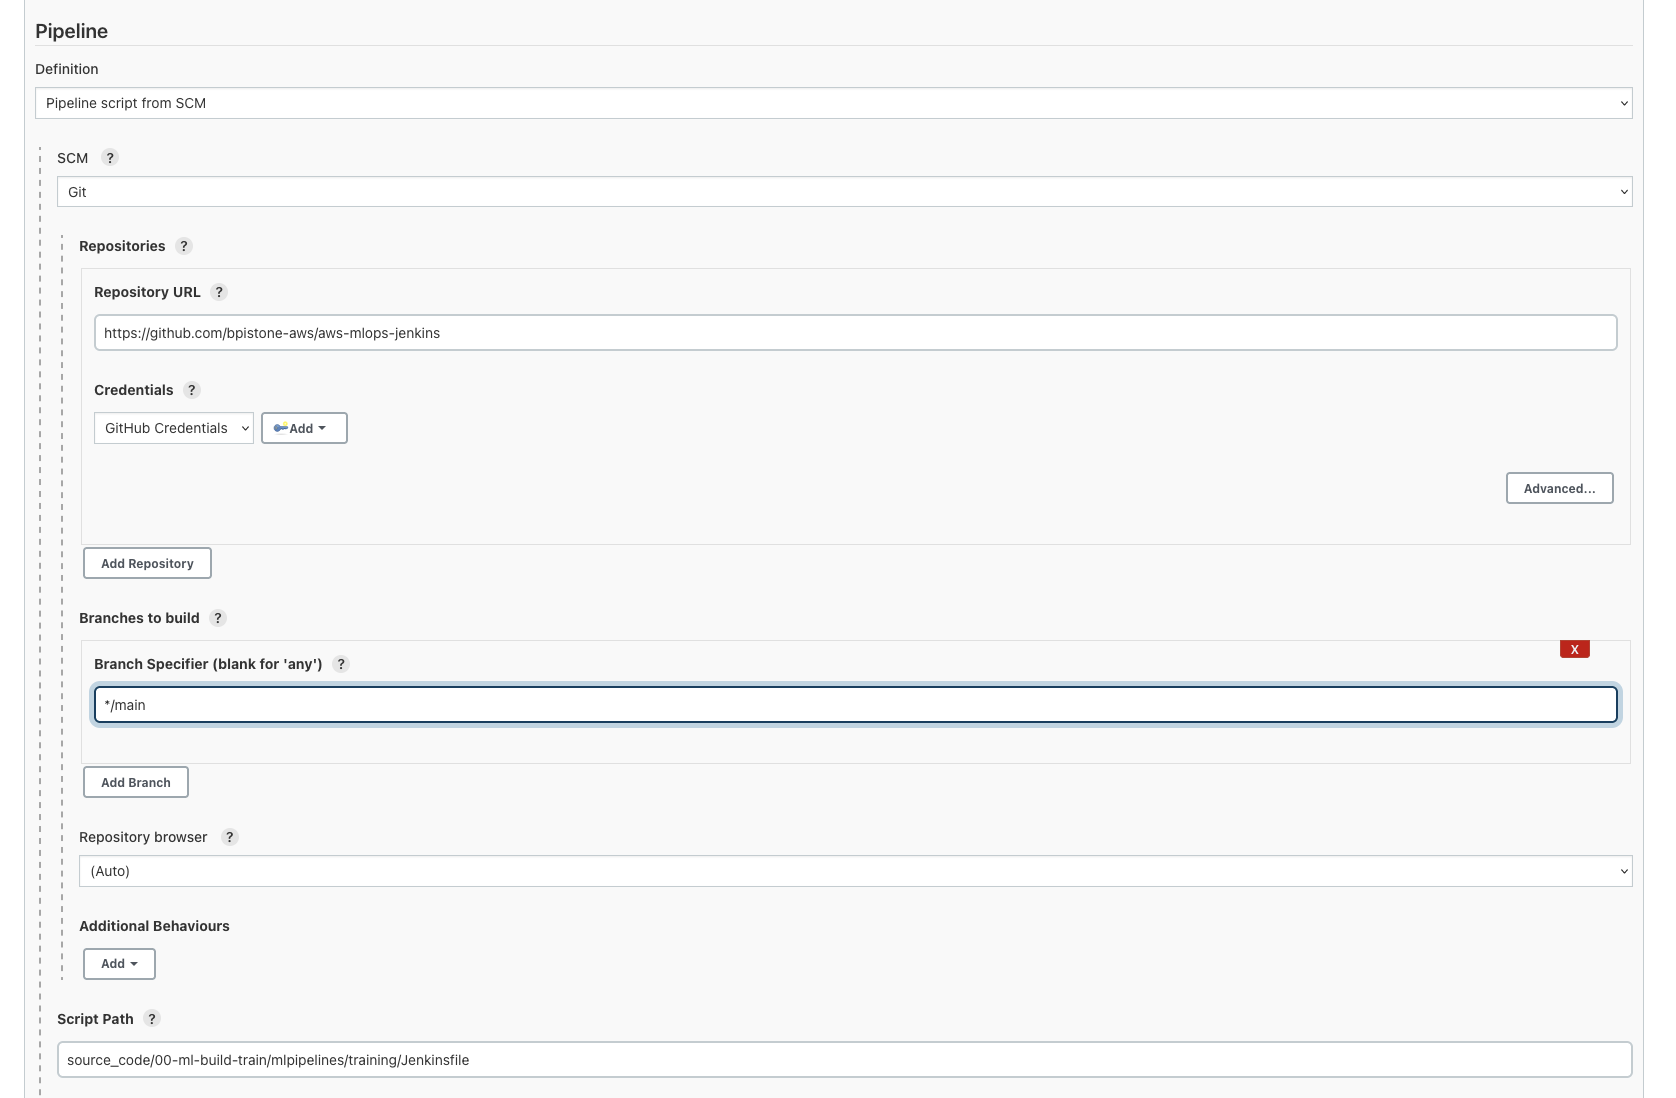 Pipeline
Definition
Pipeline script from SCM
SCM ?
Git
Repositories ?
Repository URL ?
https://github.com/bpistone-aws/aws-mlops-jenkins
Credentials ?
GitHub Credentials Add
Advanced...
Add Repository
Branches to build ?
X
Branch Specifier (blank for 'any') ?
*/main
Add Branch
Repository browser ?
(Auto)
Additional Behaviours
Add
Script Path ?
source_code/00-ml-build-train/mlpipelines/training/Jenkinsfile